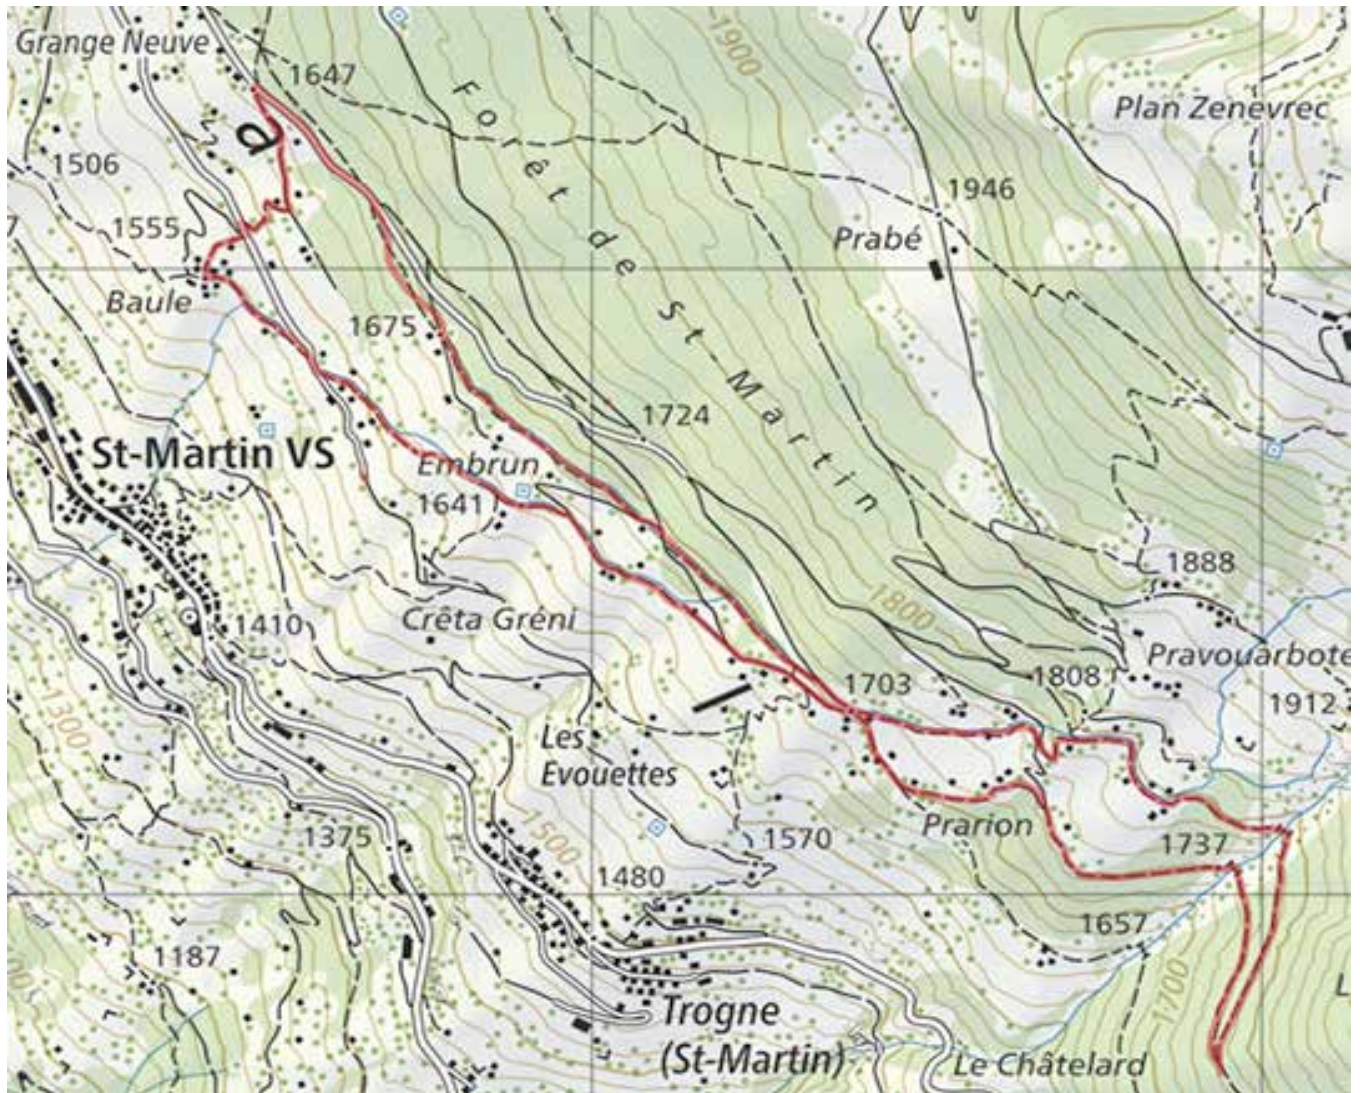 Grange Neuve
1647
1900
Plan Zenevrec
a
1506
Forêt de St-Martin
1946
1555
Prabé
Baule
1675
1724
St-Martin VS
Embrun
1641
1888
1800
Crêta Gréni
1410
Pravouarbote
1808
1703
1912
1300
Les
Evouettes
1375
1500
1570
Prarion
1737
1480
1657
1187
1700
Trogne
(St-Martin)
Le Châtelard